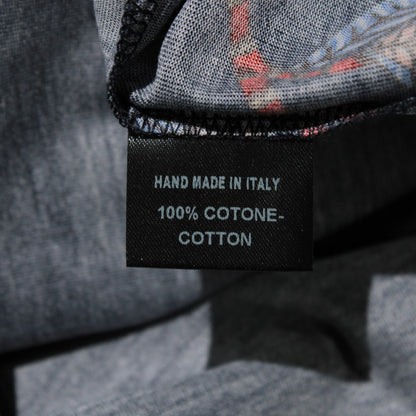 HAND MADE IN ITALY
100% COTONE-
COTTON